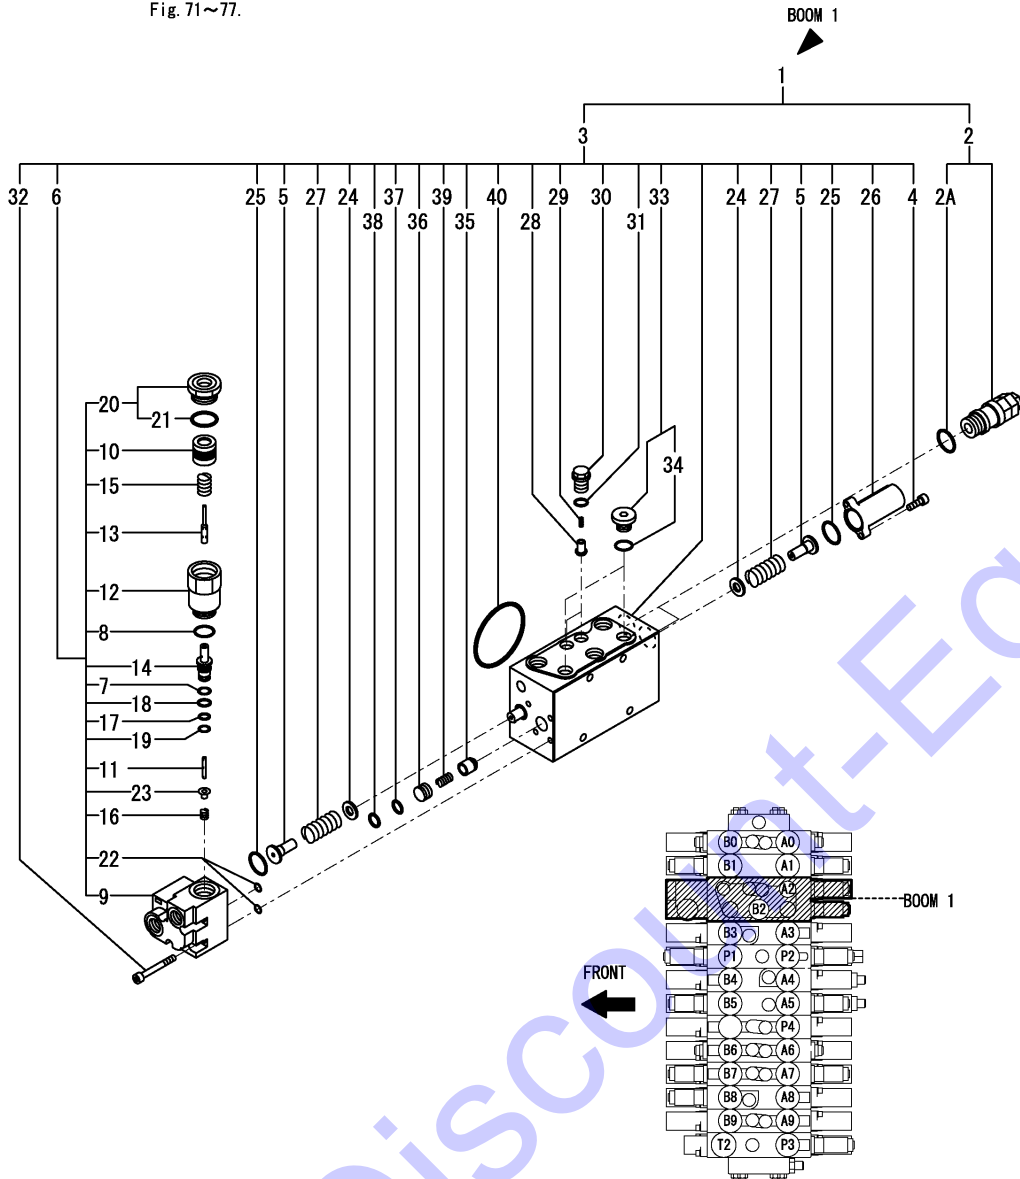 Fig. 71~77.
BOOM 1
1
3 2
32 6 25 5 27 24 37 39 40 29 30 33 24 27 5 25 26 4 2A
38 36 35 28 31
20
21
10
34
15
13
12
8
14
7
18
17
19
11
23
16
22
9
B0 A0
B1 A1
A2
BOOM 1
B2
B3 A3
P1 P2
FRONT
B4 A4
B5 A5
P4
B6 A6
B7 A7
B8 A8
B9 A9
T2 P3
Discount-Eq